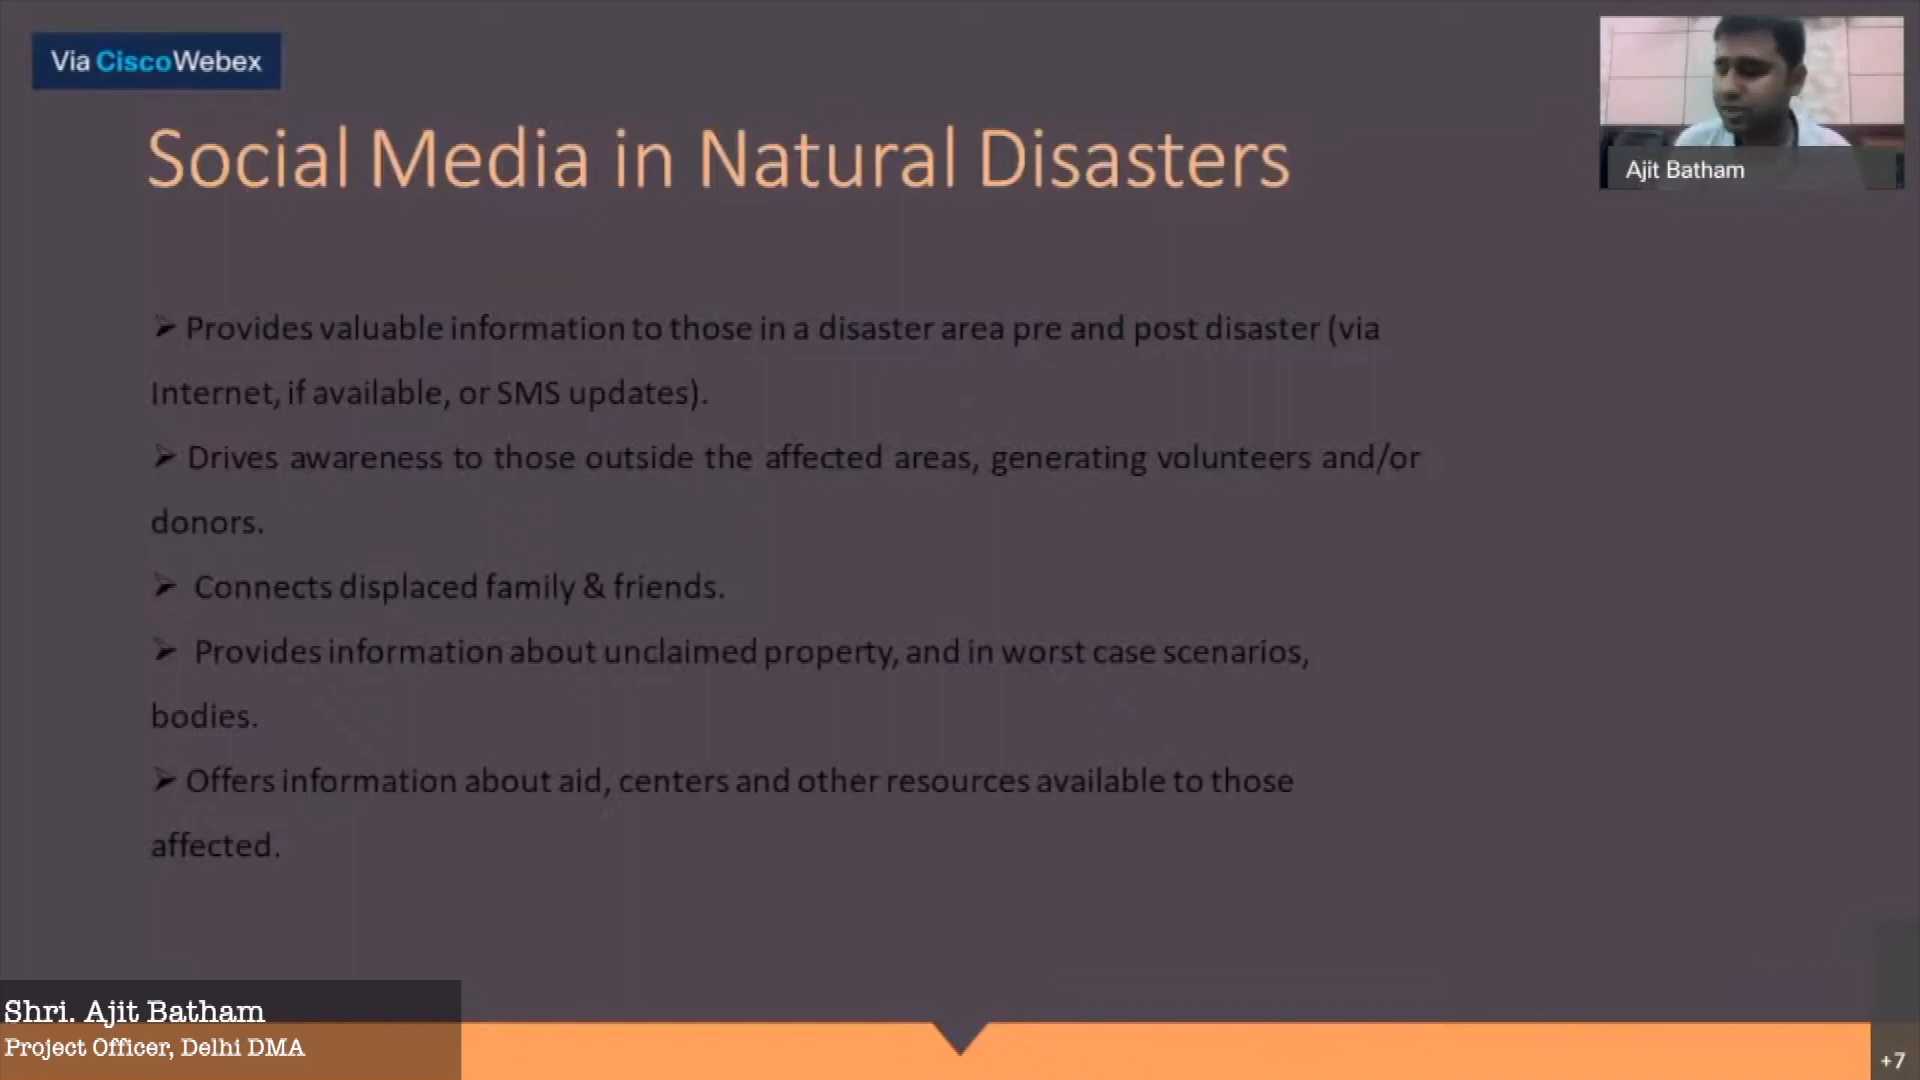 Via CiscoWebex
Ajit Batham
Social Media in Natural Disasters
➢ Provides valuable information to those in a disaster area pre and post disaster (via
Internet, if available, or SMS updates).
➢ Drives awareness to those outside the affected areas, generating volunteers and/or
donors.
➢ Connects displaced family & friends.
➢ Provides information about unclaimed property, and in worst case scenarios,
bodies.
➢ Offers information about aid, centers and other resources available to those
affected.
Shri. Ajit Batham
Project Officer, Delhi DMA
+7